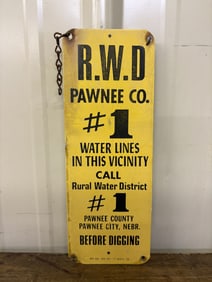 R.W.D
PAWNEE CO.
#1
WATER LINES
IN THIS VICINITY
CALL
Rural Water District
#1
PAWNEE COUNTY
PAWNEE CITY, NEBR.
BEFORE DIGGING